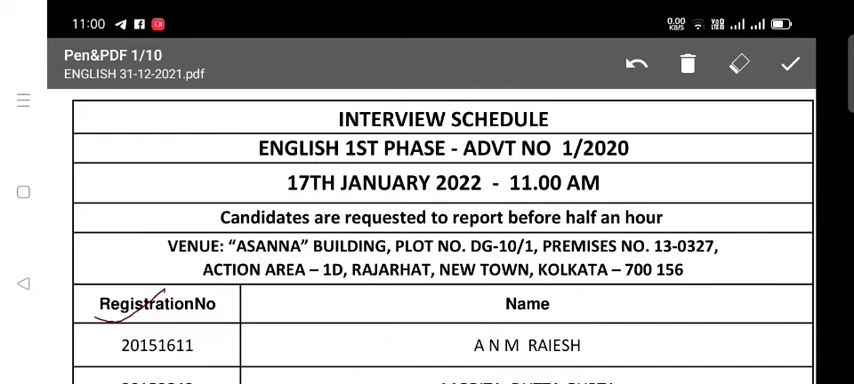 11:00
0.00 KB/S
Pen&PDF 1/10
ENGLISH 31-12-2021.pdf
INTERVIEW SCHEDULE
ENGLISH 1ST PHASE - ADVT NO 1/2020
17TH JANUARY 2022 - 11.00 AM
Candidates are requested to report before half an hour
VENUE: “ASANNA” BUILDING, PLOT NO. DG-10/1, PREMISES NO. 13-0327,
ACTION AREA – 1D, RAJARHAT, NEW TOWN, KOLKATA – 700 156
RegistrationNo Name
20151611 A N M RAIESH